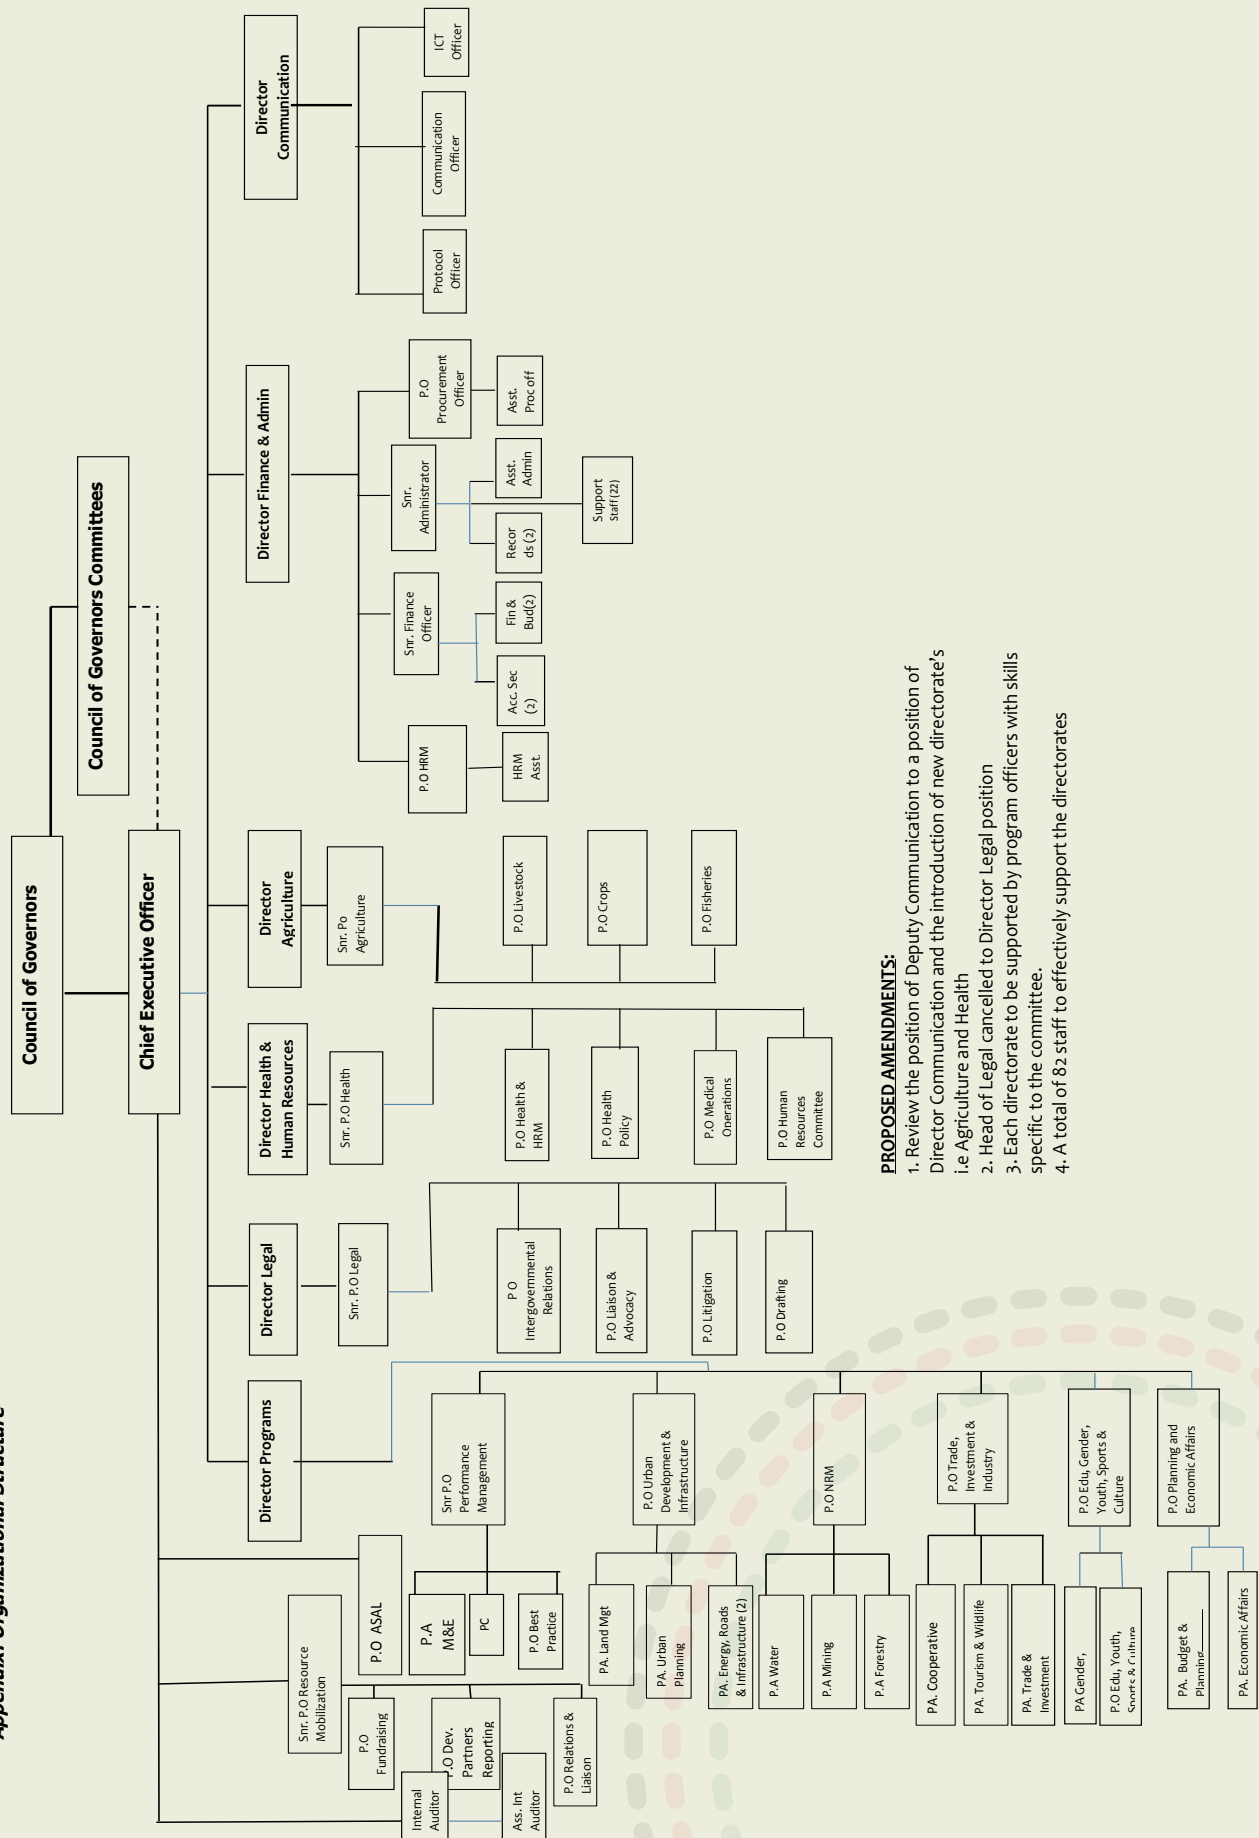 Appendix: Organizational Structure
Council of Governors
Council of Governors Committees
Chief Executive Officer
Snr. P.O Resource
Mobilization
P.O
Fundraising
P.O Dev.
Partners
Reporting
P.O Relations &
Liaison
Internal
Auditor
Ass. Int
Auditor
P.O ASAL
Director Programs
Snr P.O
Performance
Management
P.A
M&E
PC
P.O Best
Practice
P.O Urban
Development &
Infrastructure
PA. Land Mgt
PA. Urban
Planning
PA. Energy, Roads
& Infrastructure (2)
P.O NRM
P.A Water
P.A Mining
P.A Forestry
P.O Trade,
Investment &
Industry
PA. Cooperative
PA. Tourism & Wildlife
PA. Trade &
Investment
P.O Edu, Gender,
Youth, Sports &
Culture
PA Gender,
P.O Edu, Youth,
Sports & Culture
P.O Planning and
Economic Affairs
PA. Budget &
Planning
PA. Economic Affairs
Director Legal
Snr. P.O Legal
P O
Intergovernmental
Relations
P.O Liaison &
Advocacy
P.O Litigation
P.O Drafting
Director Health &
Human Resources
Snr. P.O Health
P.O Health &
HRM
P.O Health
Policy
P.O Medical
Operations
P.O Human
Resources
Committee
Director
Agriculture
Snr. Po
Agriculture
P.O Livestock
P.O Crops
P.O Fisheries
Director Finance & Admin
P.O HRM
HRM
Asst.
Snr. Finance
Officer
Acc. Sec
(2)
Fin &
Bud(2)
Snr.
Administrator
Recor
ds (2)
Asst.
Admin
Support
Staff (22)
P.O
Procurement
Officer
Asst.
Proc off
Director
Communication
Protocol
Officer
Communication
Officer
ICT
Officer
PROPOSED AMENDMENTS:
1. Review the position of Deputy Communication to a position of
Director Communication and the introduction of new directorate's
i.e Agriculture and Health
2. Head of Legal cancelled to Director Legal position
3. Each directorate to be supported by program officers with skills
specific to the committee.
4. A total of 82 staff to effectively support the directorates